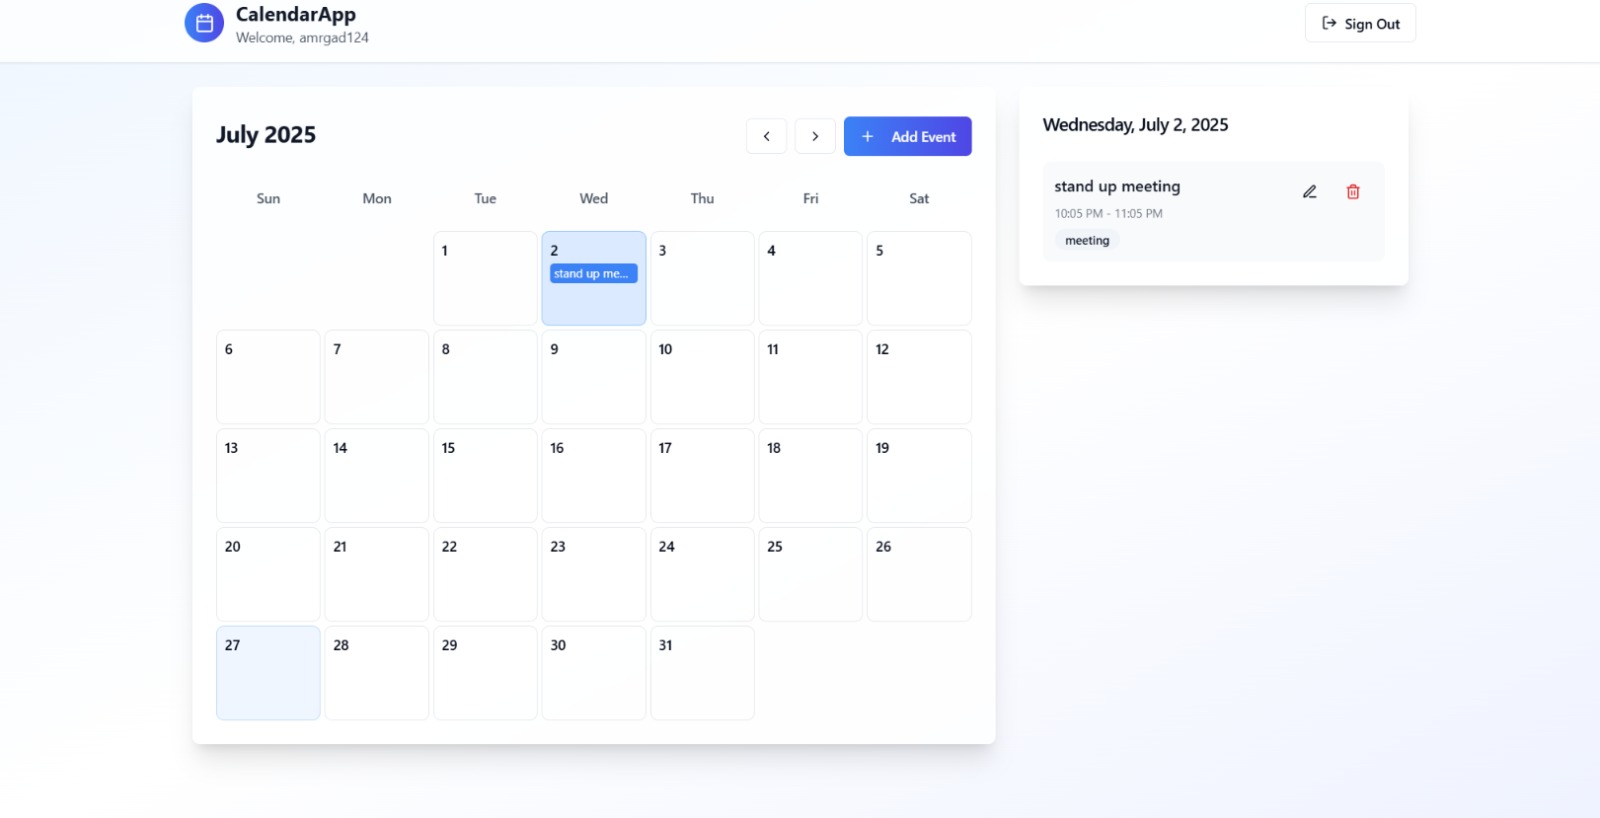 CalendarApp
Welcome, amrgad124
Sign Out
July 2025
Add Event
Sun Mon Tue Wed Thu Fri Sat
1 2 3 4 5
stand up me...
6 7 8 9 10 11 12
13 14 15 16 17 18 19
20 21 22 23 24 25 26
27 28 29 30 31
Wednesday, July 2, 2025
stand up meeting
10:05 PM - 11:05 PM
meeting